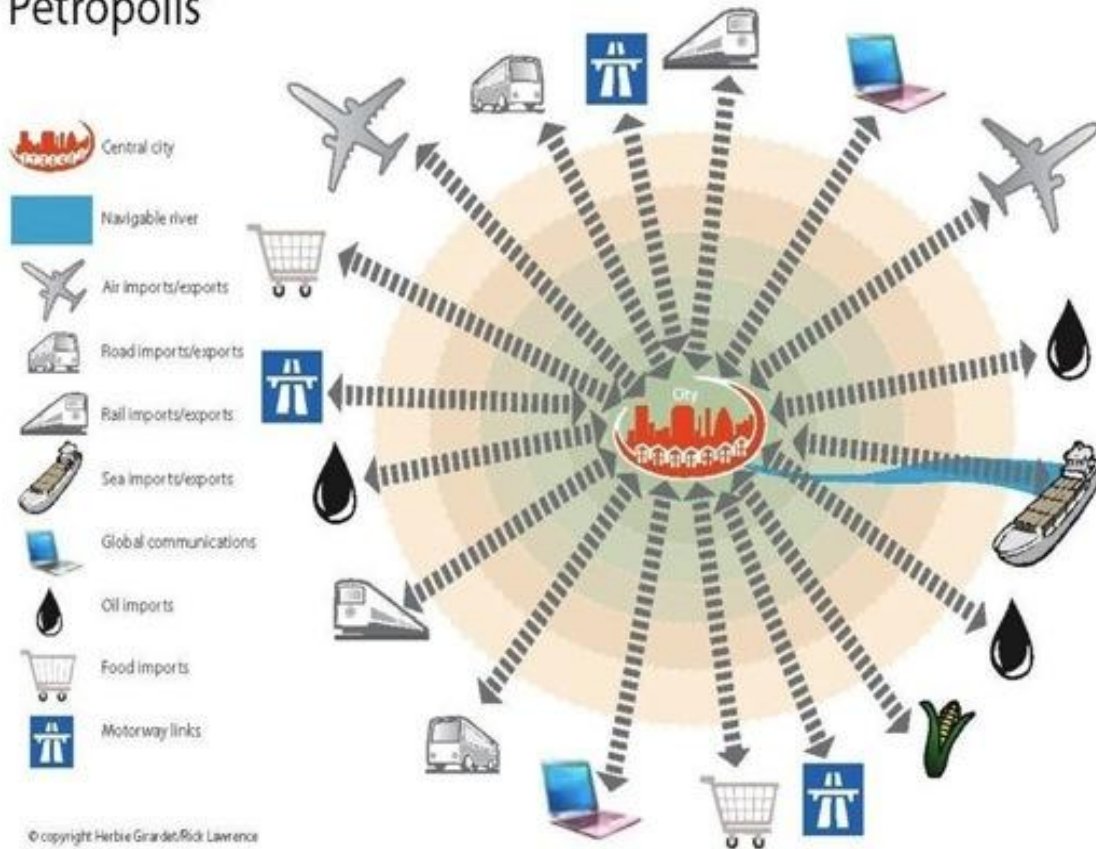 Petropolis
Central city
Navigable river
Air imports/exports
Road imports/exports
Rail imports/exports
Sea imports/exports
Global communications
Oil imports
Food imports
Motorway links
City
© copyright Herbie Girardet/Rick Lawrence